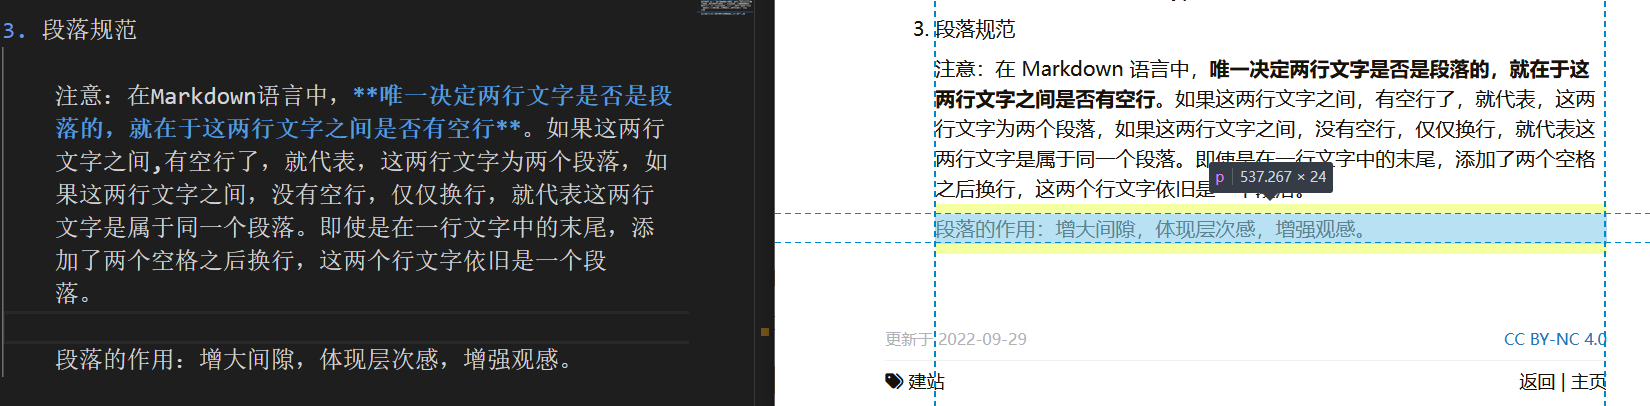 3. 段落规范
注意：在Markdown语言中，**唯一决定两行文字是否是段
落的，就在于这两行文字之间是否有空行**。如果这两行
文字之间,有空行了，就代表，这两行文字为两个段落，如
果这两行文字之间，没有空行，仅仅换行，就代表这两行
文字是属于同一个段落。即使是在一行文字中的末尾，添
加了两个空格之后换行，这两个行文字依旧是一个段
落。
段落的作用：增大间隙，体现层次感，增强观感。
3. 段落规范
注意：在 Markdown 语言中，唯一决定两行文字是否是段落的，就在于这
两行文字之间是否有空行。如果这两行文字之间，有空行了，就代表，这两
行文字为两个段落，如果这两行文字之间，没有空行，仅仅换行，就代表这
两行文字是属于同一个段落。即使是在一行文字中的末尾，添加了两个空格
之后换行，这两个行文字依旧是
p 537.267 × 24
段落的作用：增大间隙，体现层次感，增强观感。
更新于 2022-09-29 CC BY-NC 4.0
建站 返回 | 主页